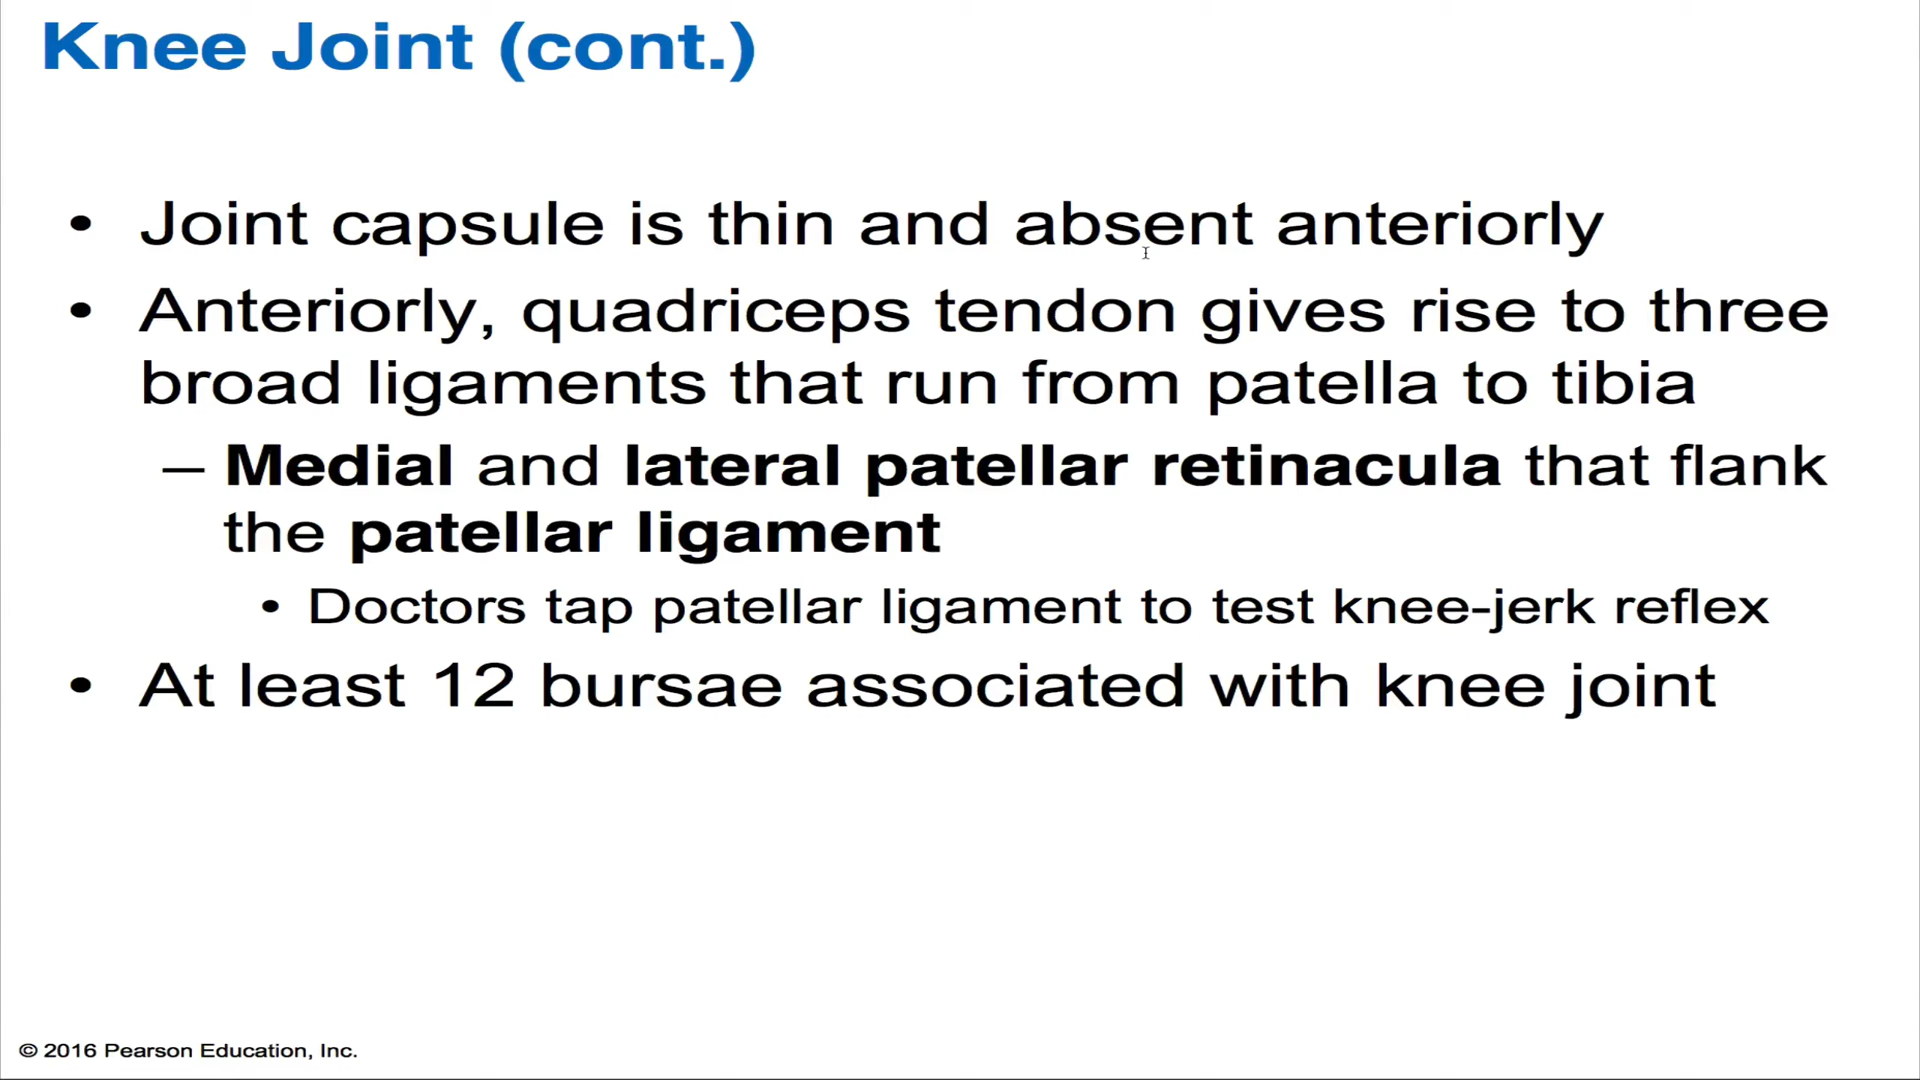 Knee Joint (cont.)
• Joint capsule is thin and absent anteriorly
• Anteriorly, quadriceps tendon gives rise to three
broad ligaments that run from patella to tibia
– Medial and lateral patellar retinacula that flank
the patellar ligament
• Doctors tap patellar ligament to test knee-jerk reflex
• At least 12 bursae associated with knee joint
© 2016 Pearson Education, Inc.